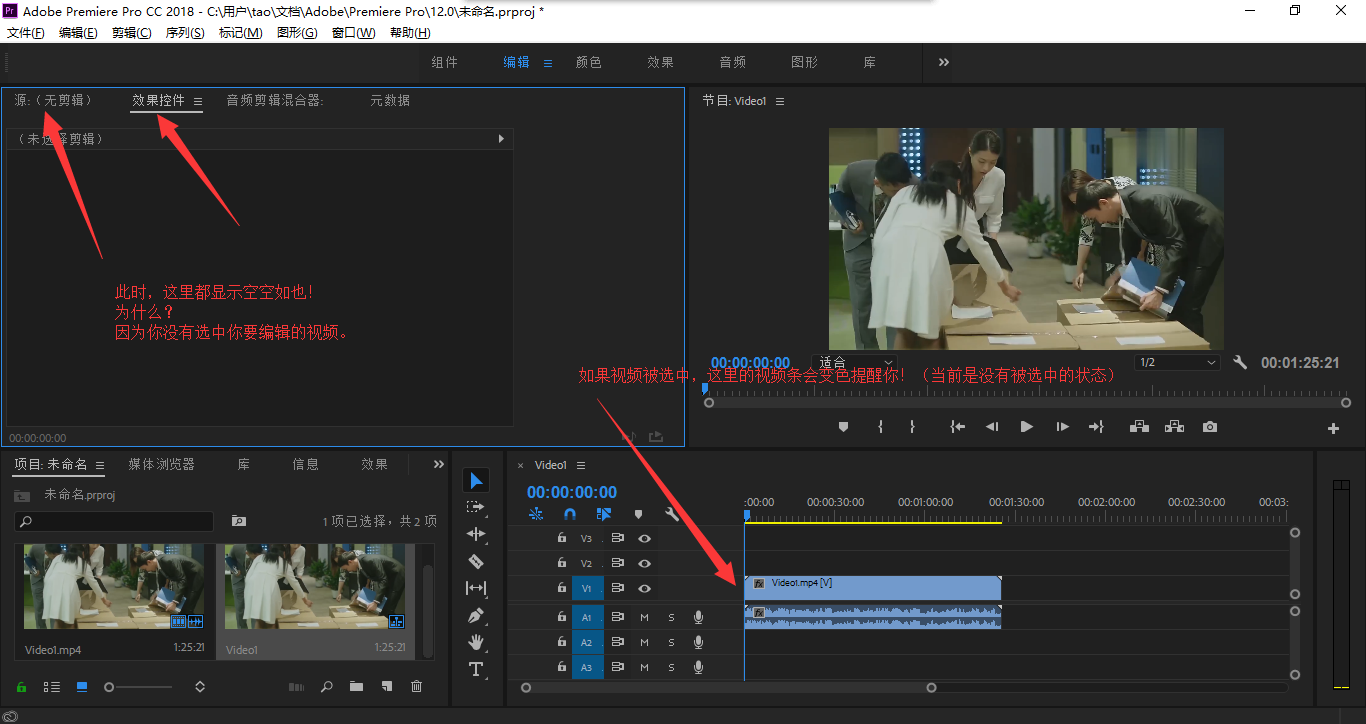 Pr Adobe Premiere Pro CC 2018 - C:\用户\tao\文档\Adobe\Premiere Pro\12.0\未命名.prproj *
文件(F) 编辑(E) 剪辑(C) 序列(S) 标记(M) 图形(G) 窗口(W) 帮助(H)
组件 编辑 颜色 效果 音频 图形 库
源:（无剪辑） 效果控件 音频剪辑混合器: 元数据
（未选择剪辑）
此时，这里都显示空空如也!
为什么?
因为你没有选中你要编辑的视频。
00:00:00:00
节目: Video1
00:00:00:00 适合 1/2 00:01:25:21
如果视频被选中，这里的视频条会变色提醒你!（当前是没有被选中的状态）
项目: 未命名 媒体浏览器 库 信息 效果
未命名.prproj
1项已选择，共2项
Video1.mp4 1:25:21
Video1 1:25:21
× Video1
00:00:00:00
:00:00 00:00:30:00 00:01:00:00 00:01:30:00 00:02:00:00 00:02:30:00 00:03:
V3
V2
V1 fx Video1.mp4 [V]
A1 M S fx
A2 M S
A3 M S
T